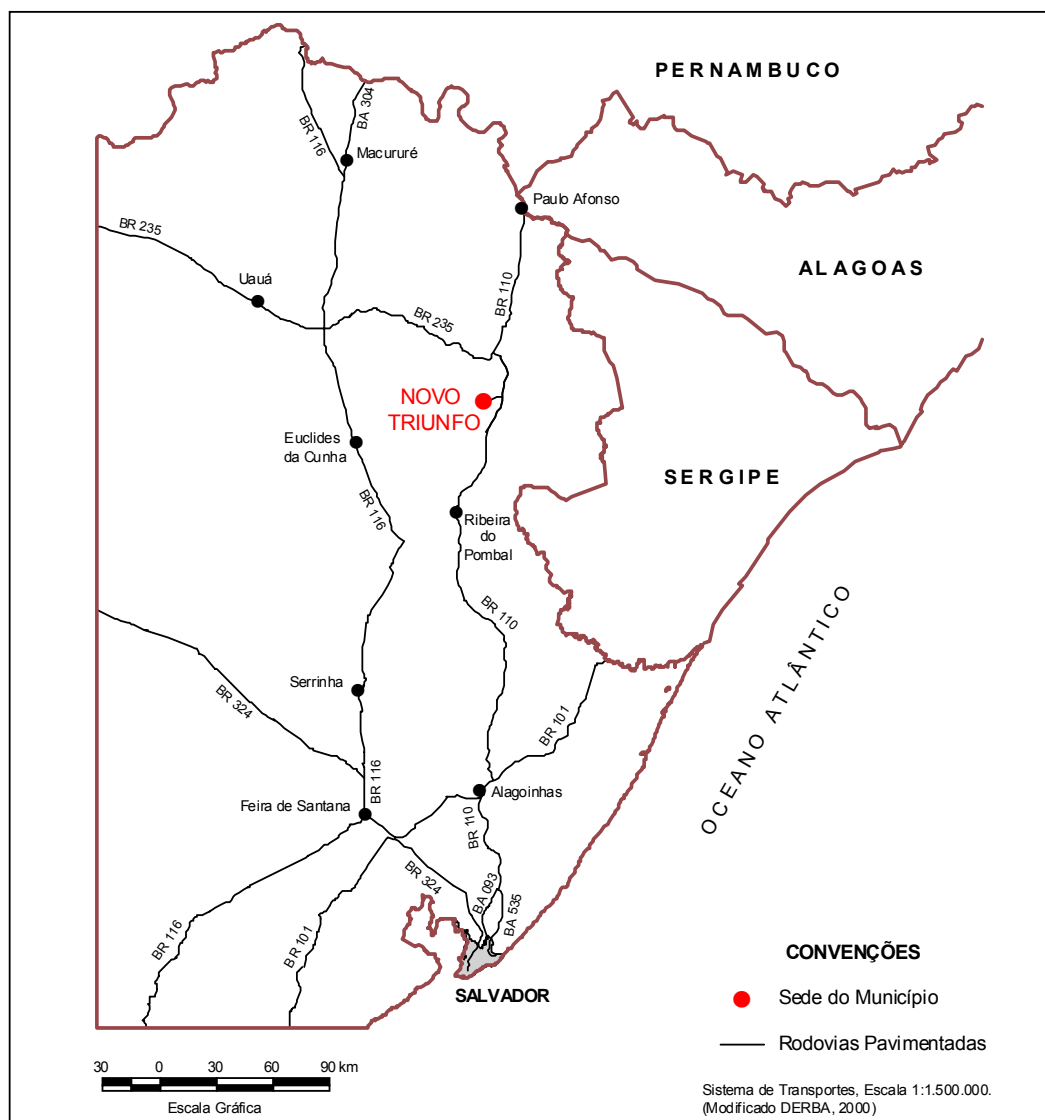 PERNAMBUCO
BR 116
BA 304
Macururé
Paulo Afonso
BR 235
ALAGOAS
Uauá
BR 110
BR 235
NOVO
TRIUNFO
Euclides
da Cunha
SERGIPE
BR 116
Ribeira
do
Pombal
BR 110
OCEANO ATLÂNTICO
Serrinha
BR 324
BR 101
BR 116
Alagoinhas
Feira de Santana
BR 110
BR 324
BA 093
BA 535
BR 116
BR 101
SALVADOR
CONVENÇÕES
Sede do Município
Rodovias Pavimentadas
30 0 30 60 90 km
Escala Gráfica
Sistema de Transportes, Escala 1:1.500.000.
(Modificado DERBA, 2000)